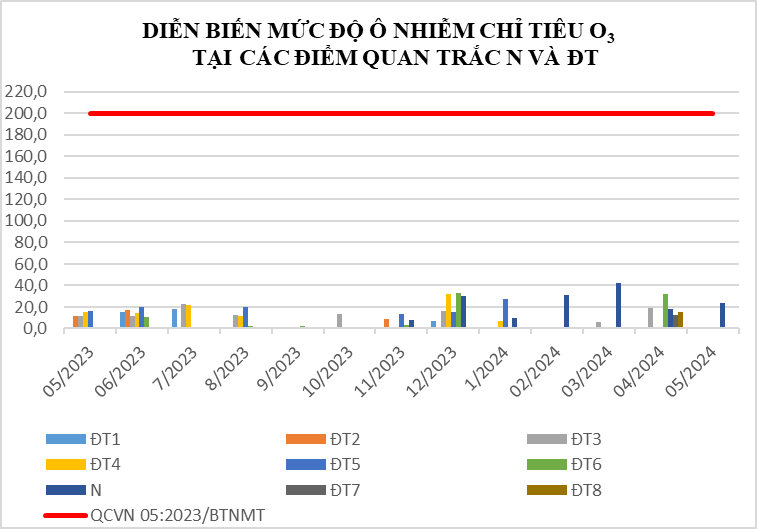 DIỄN BIẾN MỨC ĐỘ Ô NHIỄM CHỈ TIÊU O₃
TẠI CÁC ĐIỂM QUAN TRẮC N VÀ ĐT
220,0
200,0
180,0
160,0
140,0
120,0
100,0
80,0
60,0
40,0
20,0
0,0
05/2023 06/2023 7/2023 8/2023 9/2023 10/2023 11/2023 12/2023 1/2024 02/2024 03/2024 04/2024 05/2024
ĐT1 ĐT2 ĐT3
ĐT4 ĐT5 ĐT6
N ĐT7 ĐT8
QCVN 05:2023/BTNMT